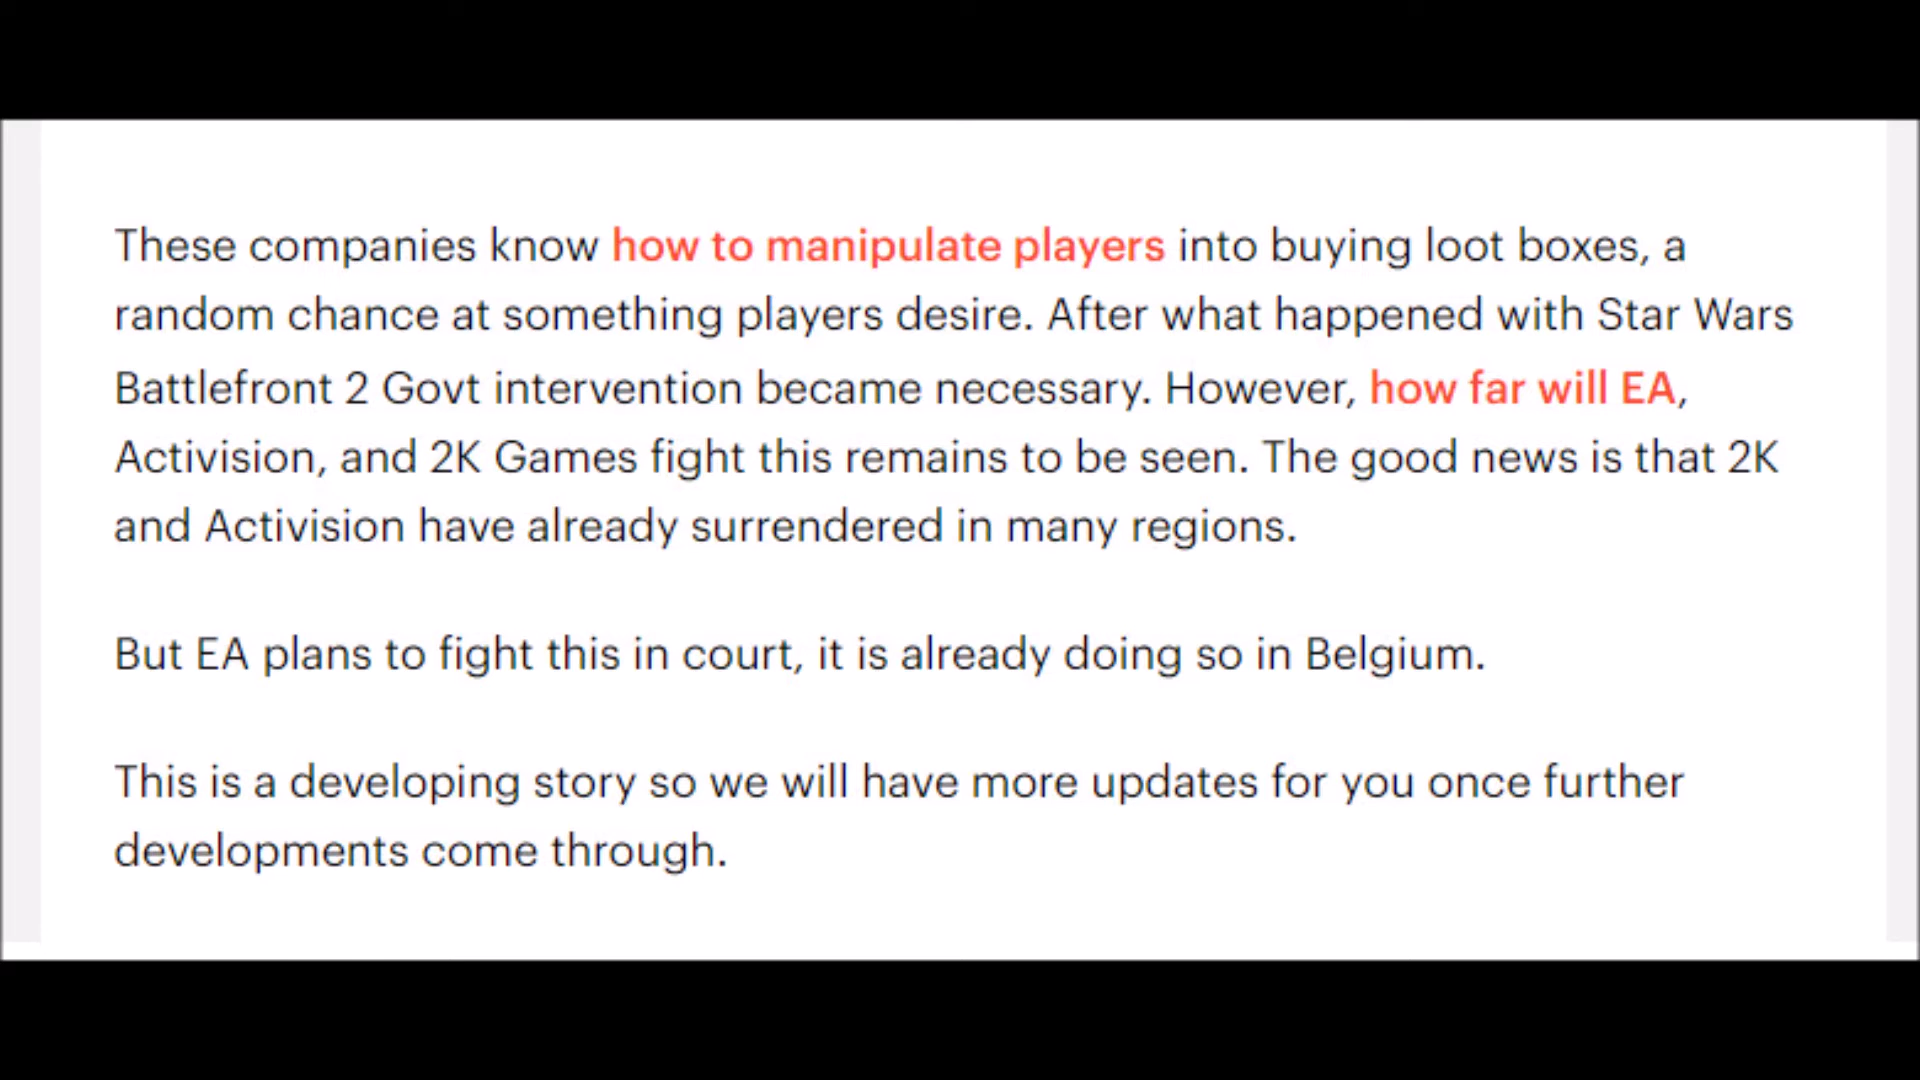 These companies know how to manipulate players into buying loot boxes, a
random chance at something players desire. After what happened with Star Wars
Battlefront 2 Govt intervention became necessary. However, how far will EA,
Activision, and 2K Games fight this remains to be seen. The good news is that 2K
and Activision have already surrendered in many regions.
But EA plans to fight this in court, it is already doing so in Belgium.
This is a developing story so we will have more updates for you once further
developments come through.